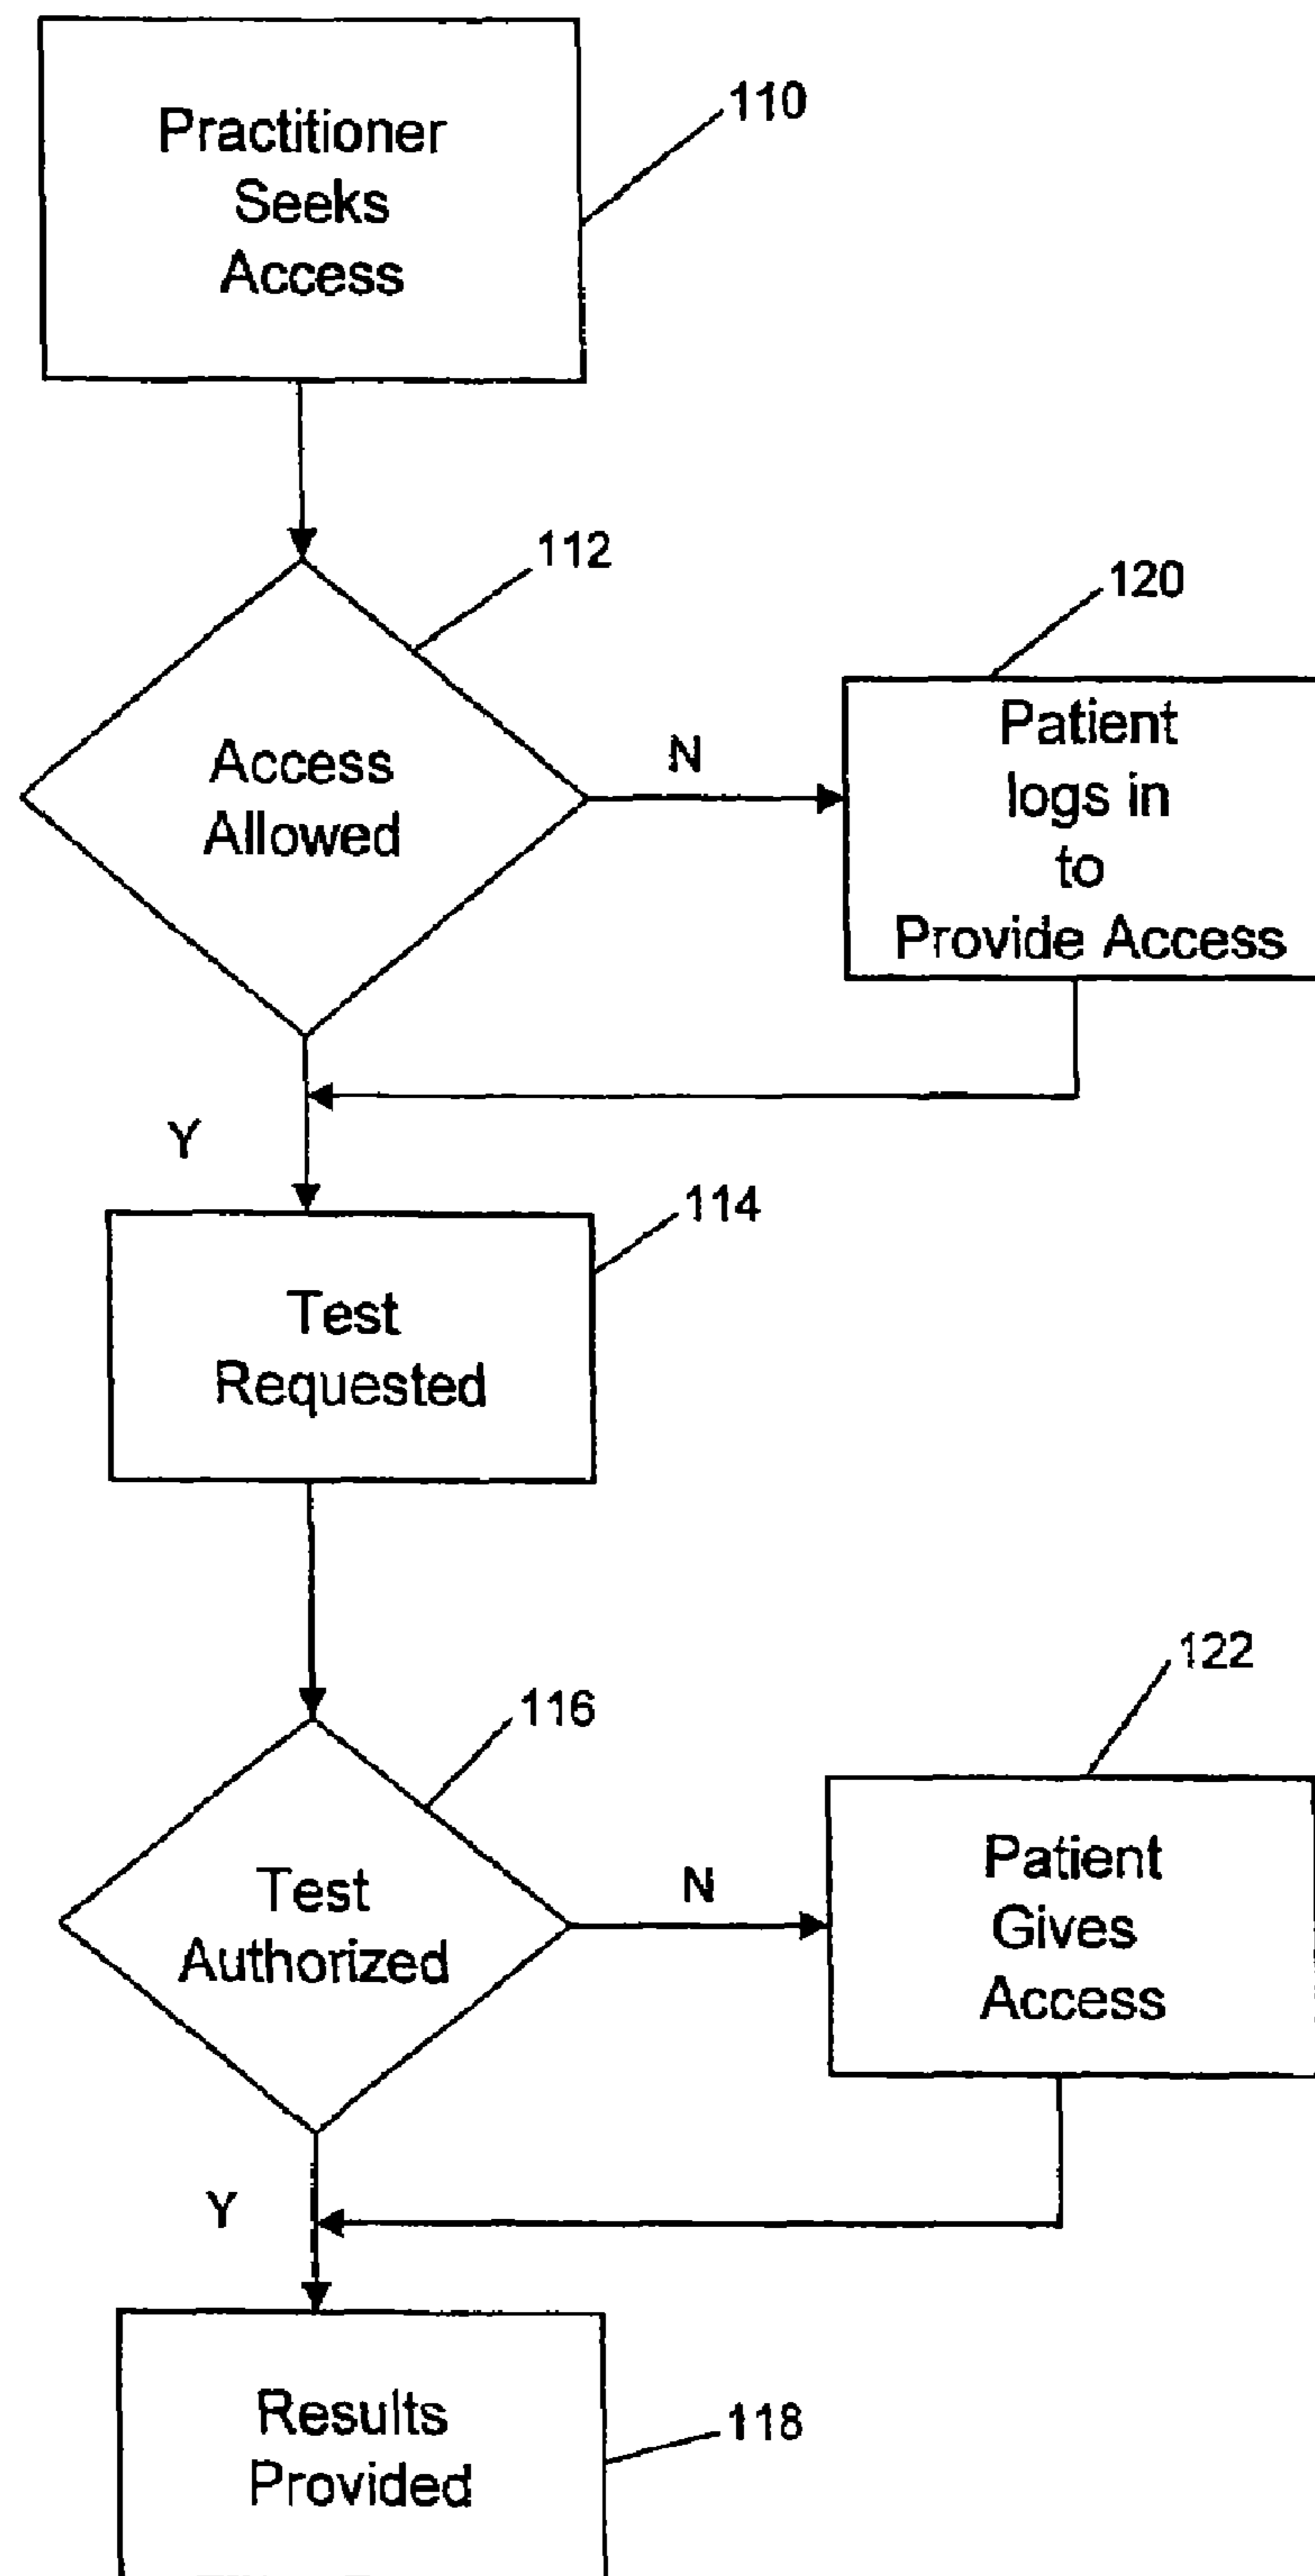 Practitioner
Seeks
Access
110
112
Access
Allowed
N
120
Patient
logs in
to
Provide Access
Y
114
Test
Requested
116
Test
Authorized
N
122
Patient
Gives
Access
Y
Results
Provided
118